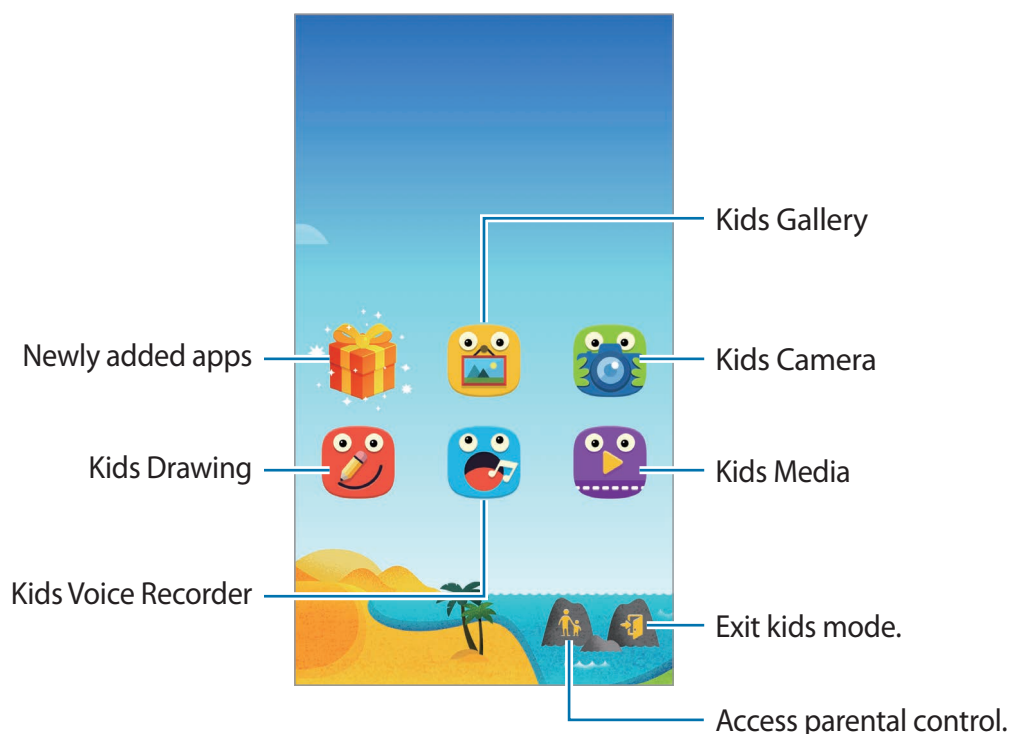 Kids Gallery
Newly added apps
Kids Camera
Kids Drawing
Kids Media
Kids Voice Recorder
Exit kids mode.
Access parental control.